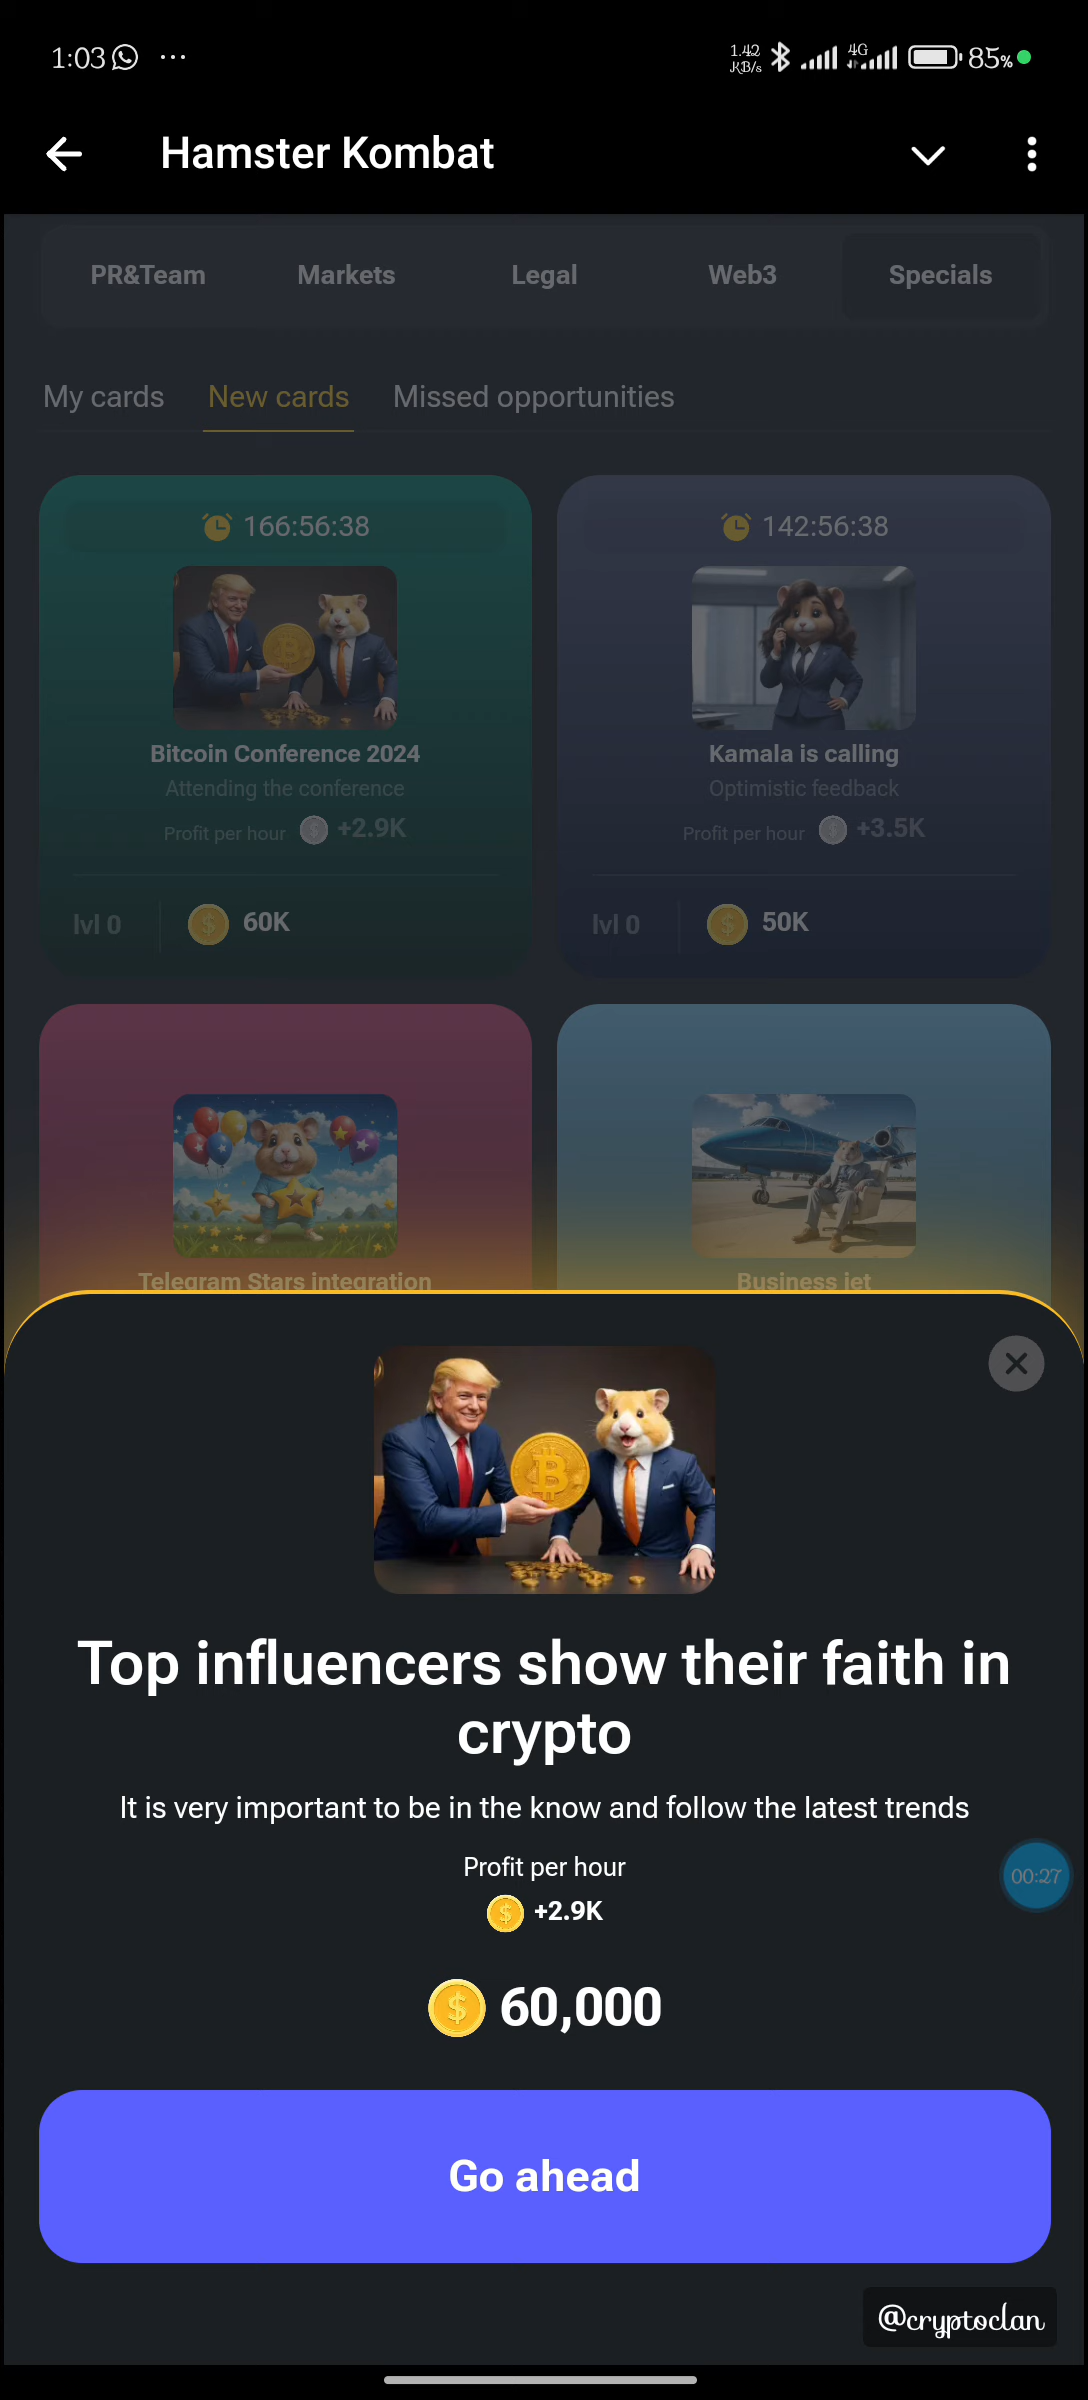 1:03 ... 1.42 KB/s 4G 85%
Hamster Kombat
PR&Team Markets Legal Web3 Specials
My cards New cards Missed opportunities
166:56:38 142:56:38
Bitcoin Conference 2024 Kamala is calling
Attending the conference Optimistic feedback
Profit per hour +2.9K Profit per hour +3.5K
lvl 0 60K lvl 0 50K
Telegram Stars integration Business jet
Top influencers show their faith in
crypto
It is very important to be in the know and follow the latest trends
Profit per hour
00:27
+2.9K
60,000
Go ahead
@cryptoclan